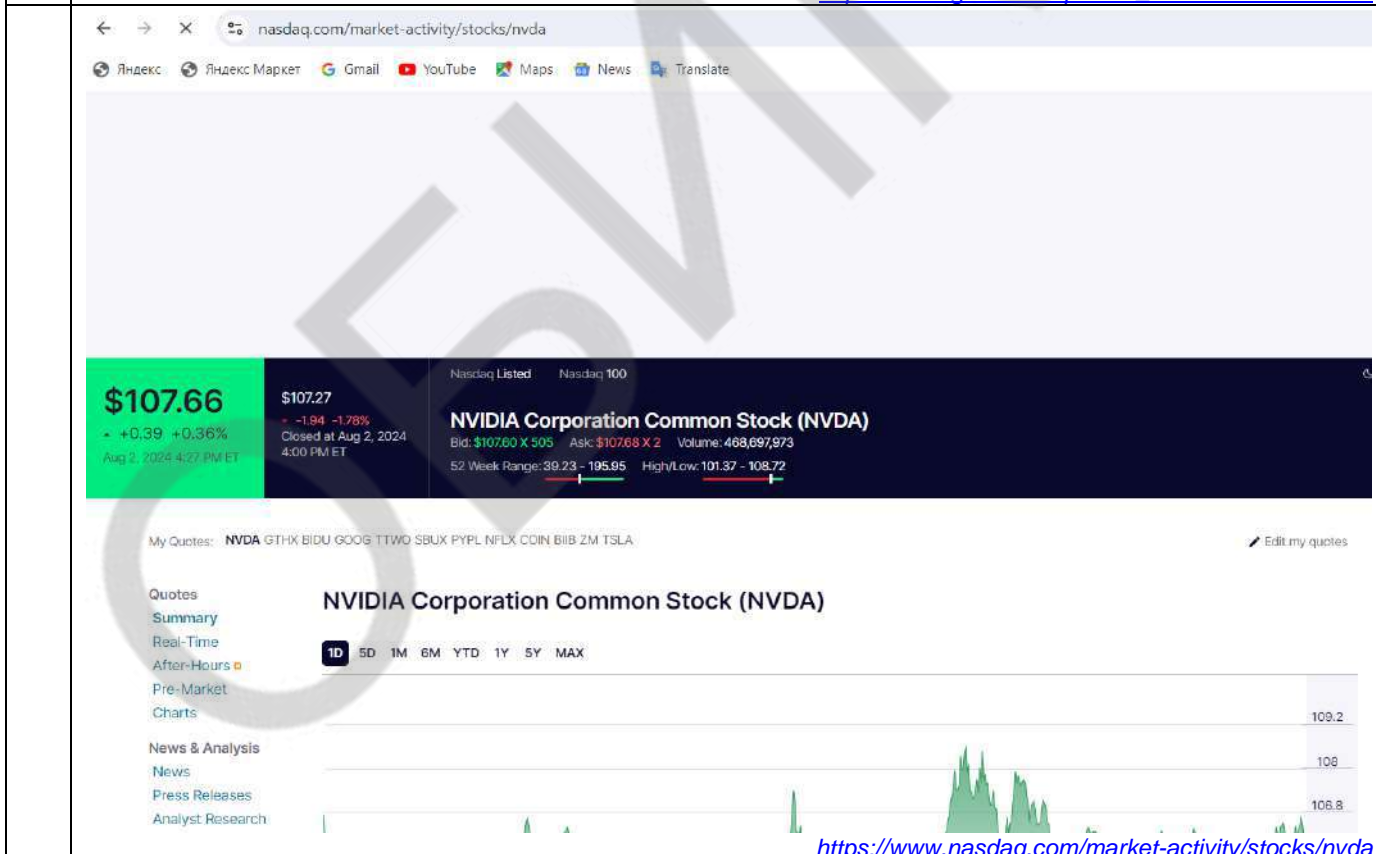 nasdaq.com/market-activity/stocks/nvda
Яндекс Яндекс Маркет Gmail YouTube Maps News Translate
Nasdaq Listed Nasdaq 100
$107.66
+0.39 +0.36%
Aug 2, 2024 4:27 PM ET
$107.27
-1.94 -1.78%
Closed at Aug 2, 2024
4:00 PM ET
NVIDIA Corporation Common Stock (NVDA)
Bid: $107.60 X 505 Ask: $107.68 X 2 Volume: 468,697,973
52 Week Range: 39.23 - 195.95 High/Low: 101.37 - 108.72
My Quotes: NVDA GTHX BIDU GOOG TTWO SBUX PYPL NFLX COIN BIIB ZM TSLA
Edit my quotes
Quotes
Summary
Real-Time
After-Hours
Pre-Market
Charts
News & Analysis
News
Press Releases
Analyst Research
NVIDIA Corporation Common Stock (NVDA)
1D 5D 1M 6M YTD 1Y 5Y MAX
109.2
108
106.8
https://www.nasdaq.com/market-activity/stocks/nvda